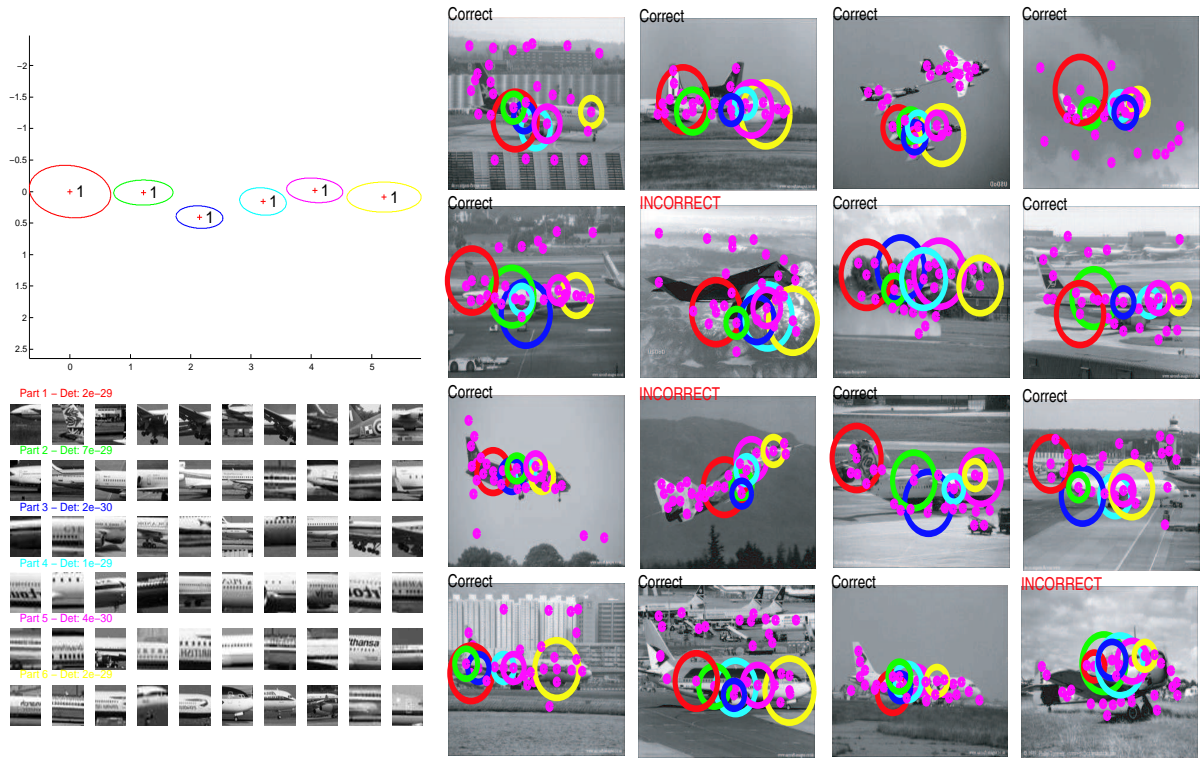 −2
−1.5
−1
−0.5
0
0.5
1
1.5
2
2.5
1
1
1
1
1
1
0 1 2 3 4 5
Part 1 − Det: 2e−29
Part 2 − Det: 7e−29
Part 3 − Det: 2e−30
Part 4 − Det: 1e−29
Part 5 − Det: 4e−30
Part 6 − Det: 2e−29
Correct
Correct
Correct
Correct
Correct
INCORRECT
Correct
Correct
Correct
INCORRECT
Correct
Correct
Correct
Correct
Correct
INCORRECT